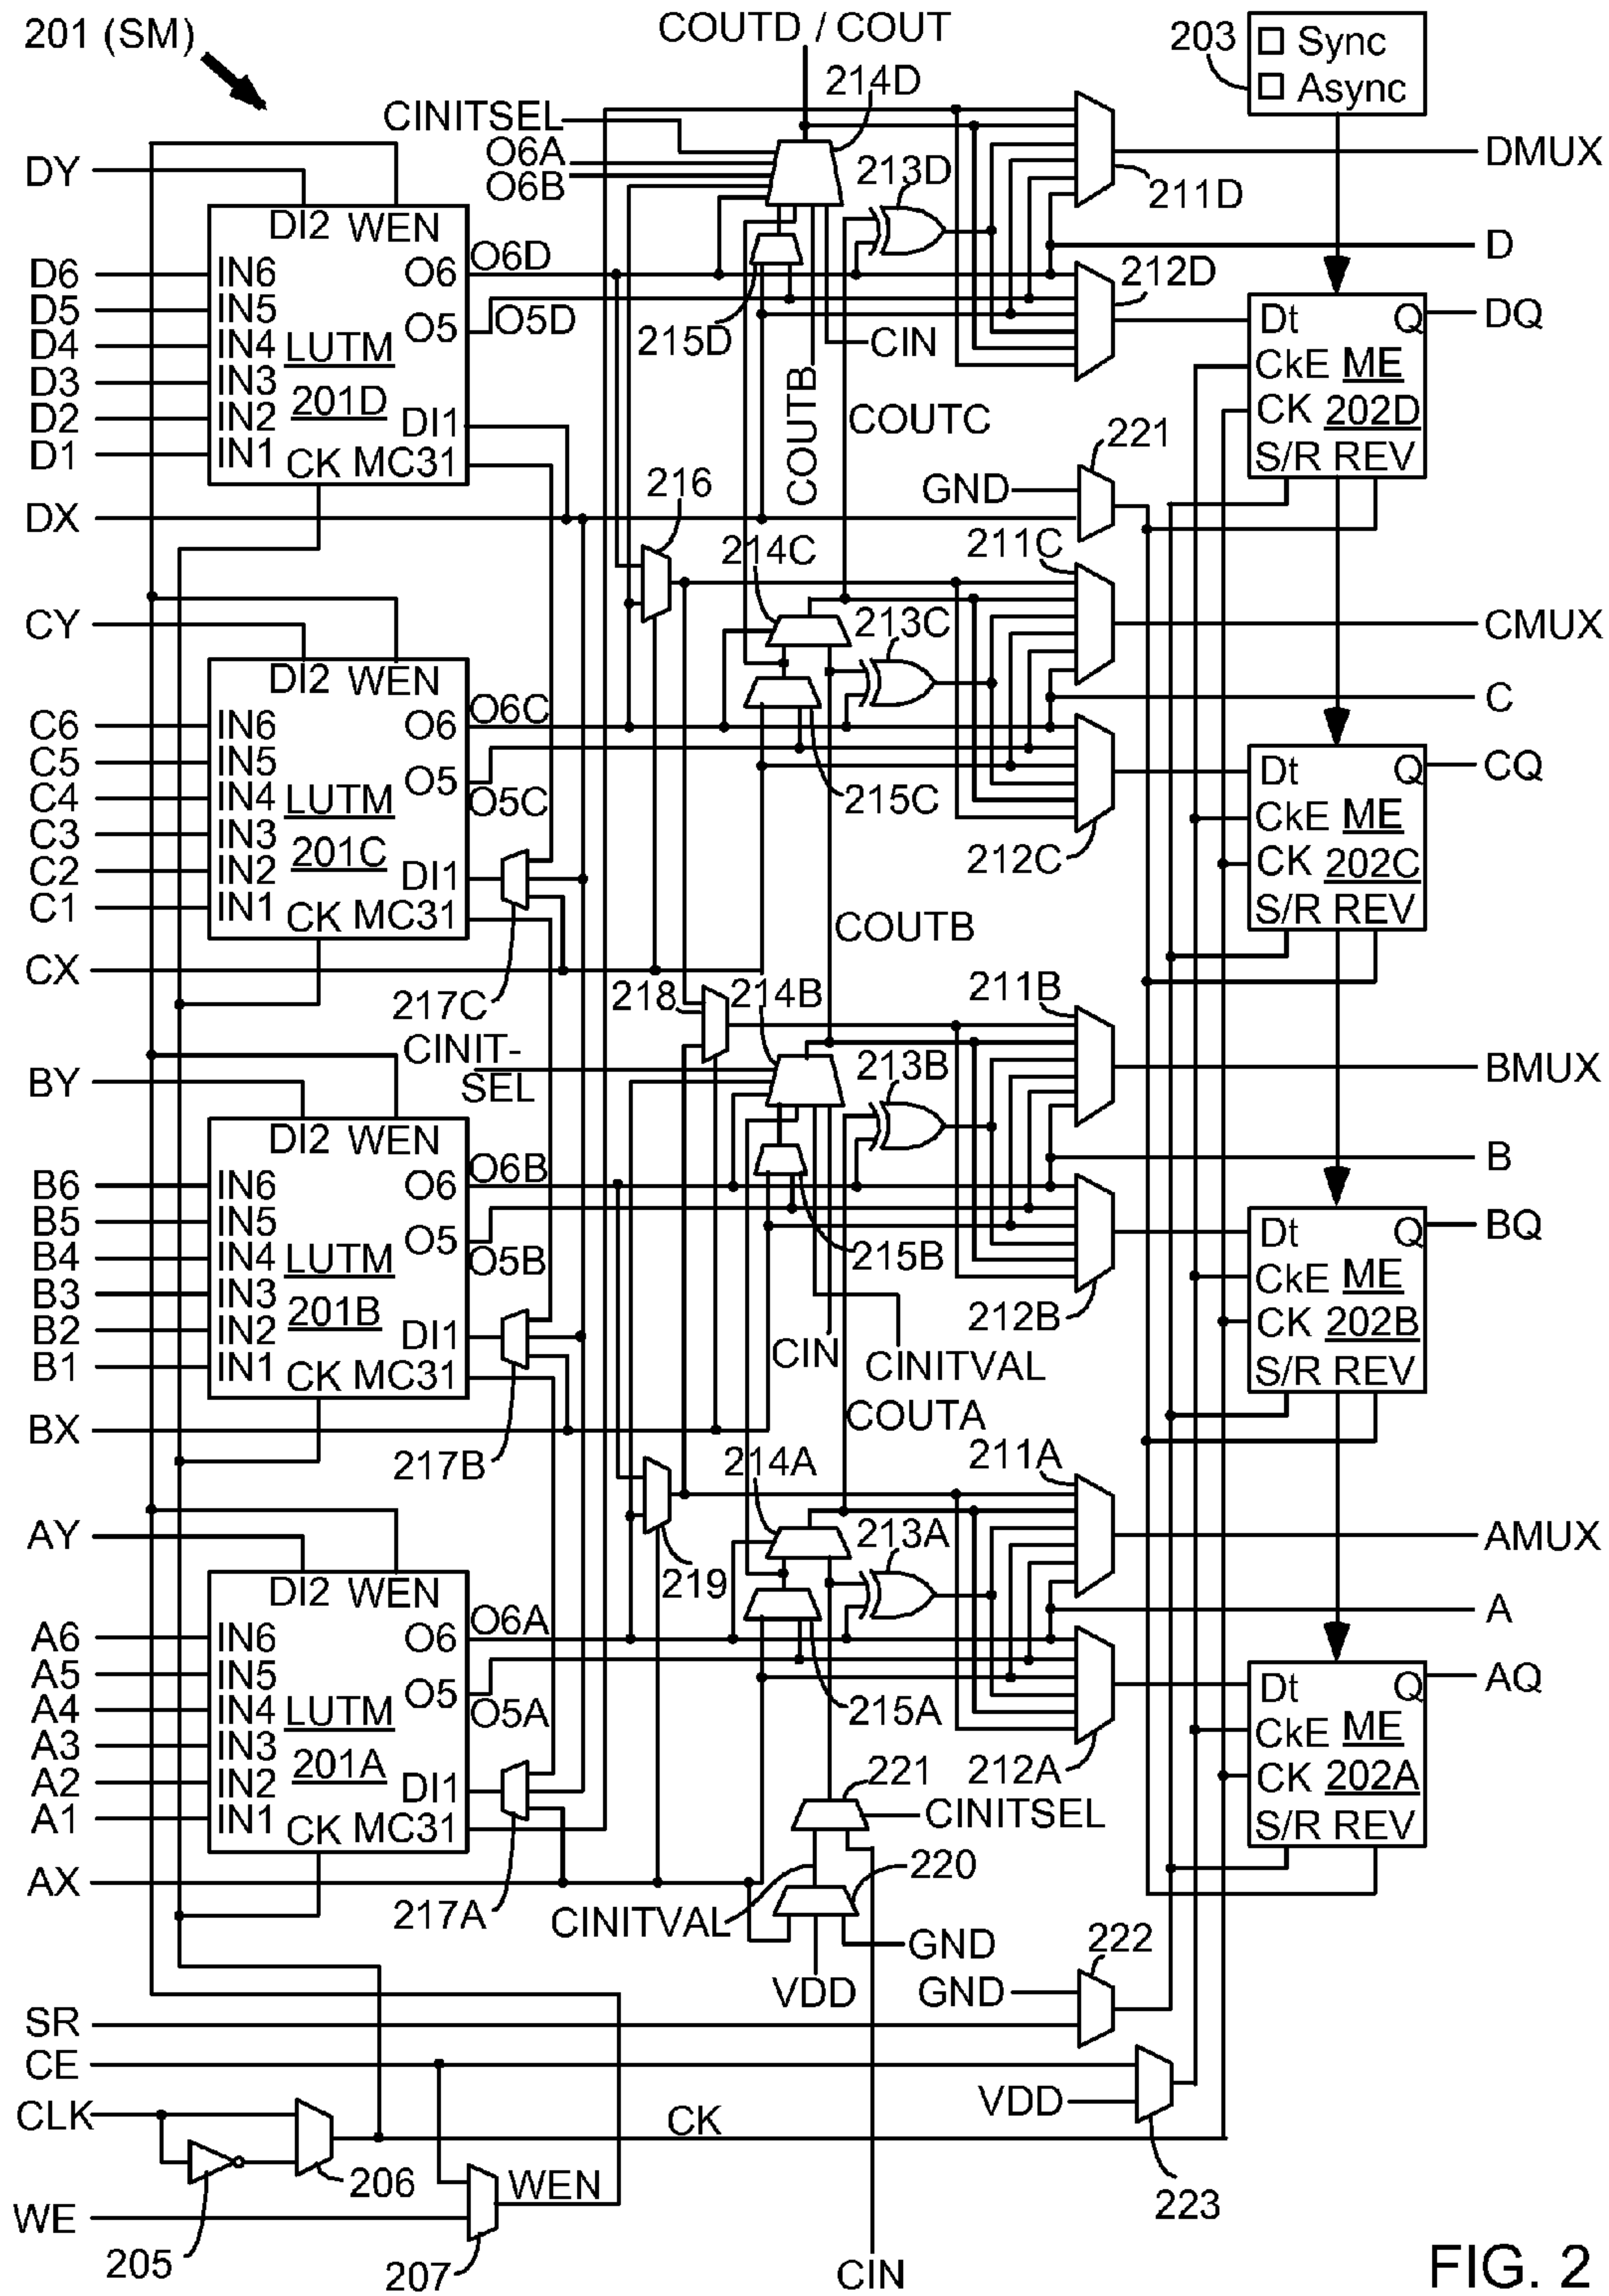 201 (SM)
COUTD / COUT
203
Sync
Async
214D
CINITSEL
O6A
O6B
213D
DMUX
211D
DY
DI2 WEN
D6
D5
D4
D3
D2
D1
IN6
IN5
IN4
IN3
IN2
IN1
O6
O5
LUTM
201D
DI1
CK MC31
O6D
O5D
215D
CIN
COUTB
COUTC
D
212D
Dt
Q
CkE ME
CK 202D
S/R REV
DQ
DX
216
GND
221
214C
211C
213C
CMUX
CY
DI2 WEN
C6
C5
C4
C3
C2
C1
IN6
IN5
IN4
IN3
IN2
IN1
O6
O5
LUTM
201C
DI1
CK MC31
O6C
O5C
215C
C
212C
Dt
Q
CkE ME
CK 202C
S/R REV
CQ
COUTB
CX
217C
218
214B
211B
CINIT-
SEL
213B
BMUX
BY
DI2 WEN
B6
B5
B4
B3
B2
B1
IN6
IN5
IN4
IN3
IN2
IN1
O6
O5
LUTM
201B
DI1
CK MC31
O6B
O5B
215B
B
212B
Dt
Q
CkE ME
CK 202B
S/R REV
BQ
CIN
CINITVAL
COUTA
BX
217B
214A
211A
213A
219
AMUX
AY
DI2 WEN
A6
A5
A4
A3
A2
A1
IN6
IN5
IN4
IN3
IN2
IN1
O6
O5
LUTM
201A
DI1
CK MC31
O6A
O5A
215A
A
212A
Dt
Q
CkE ME
CK 202A
S/R REV
AQ
221
CINITSEL
AX
217A
220
CINITVAL
GND
VDD
222
GND
SR
CE
VDD
CLK
CK
206
WEN
223
WE
205
207
CIN
FIG. 2